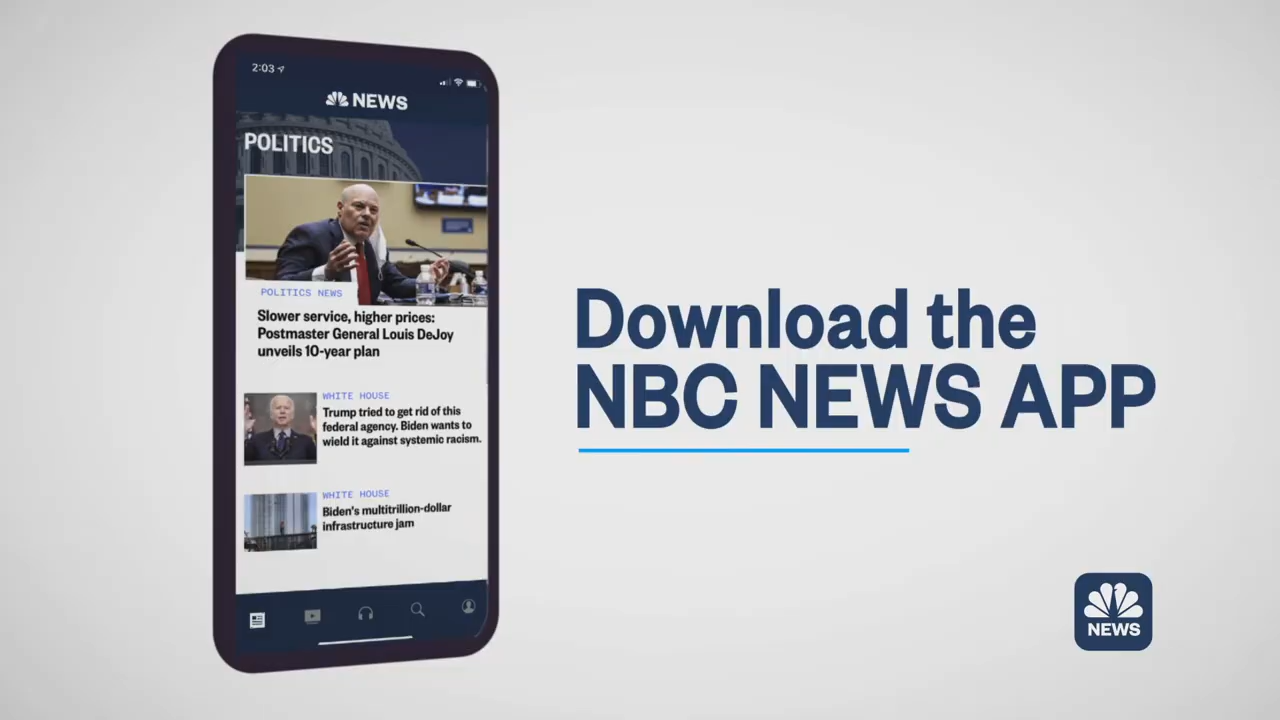 2:03
NEWS
POLITICS
POLITICS NEWS
Slower service, higher prices:
Postmaster General Louis DeJoy
unveils 10-year plan
WHITE HOUSE
Trump tried to get rid of this
federal agency. Biden wants to
wield it against systemic racism.
WHITE HOUSE
Biden's multitrillion-dollar
infrastructure jam
Download the
NBC NEWS APP
NEWS